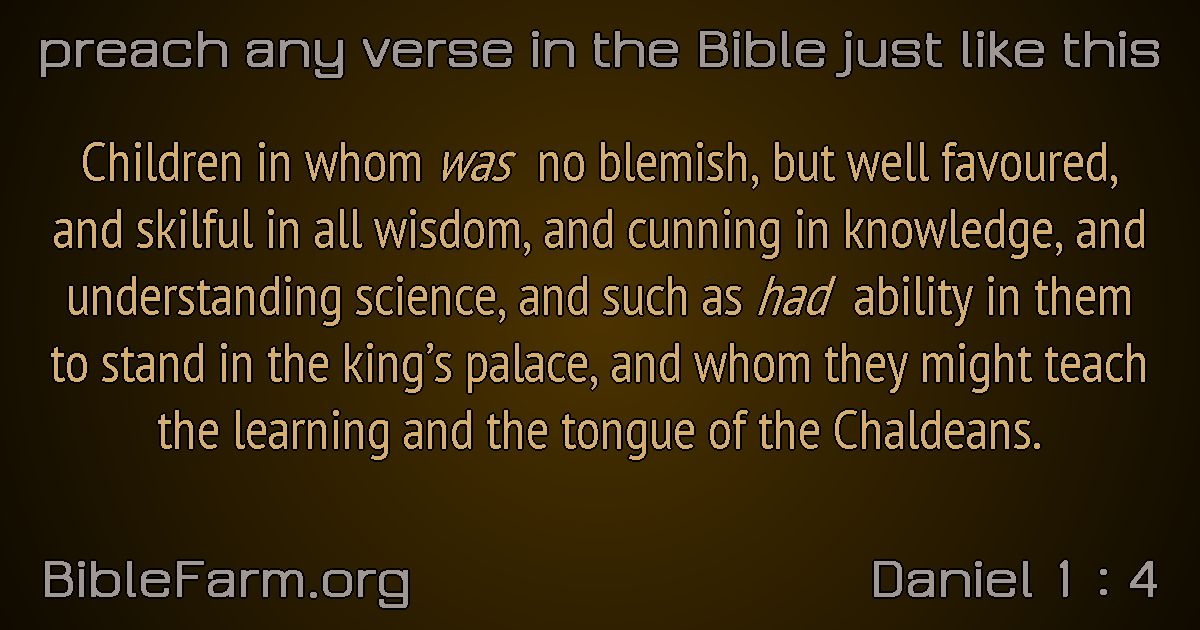 preach any verse in the Bible just like this
Children in whom was no blemish, but well favoured,
and skilful in all wisdom, and cunning in knowledge, and
understanding science, and such as had ability in them
to stand in the king’s palace, and whom they might teach
the learning and the tongue of the Chaldeans.
BibleFarm.org
Daniel 1 : 4